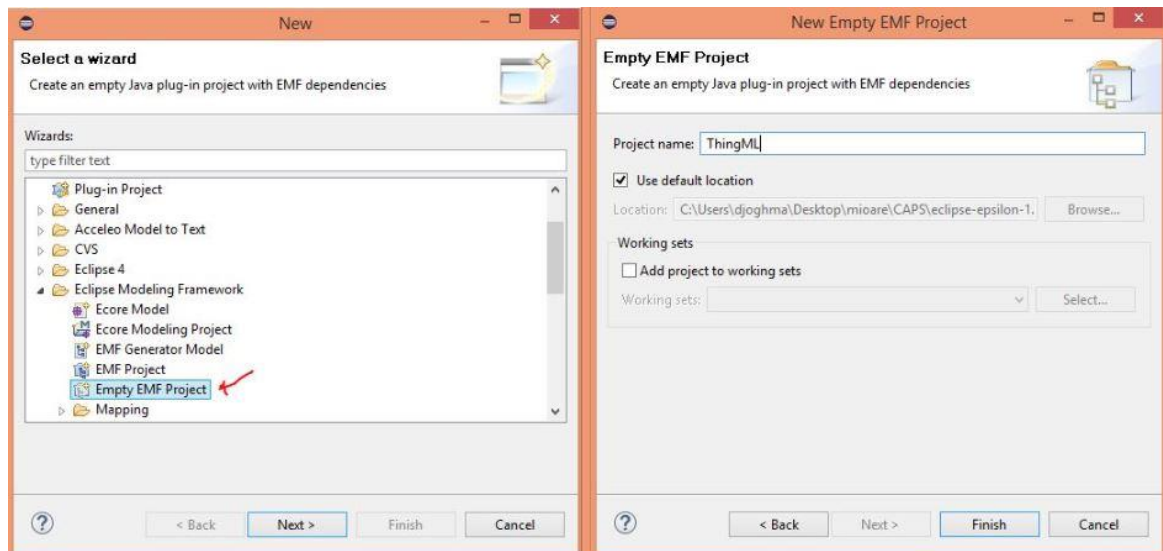 New
Select a wizard
Create an empty Java plug-in project with EMF dependencies
Wizards:
type filter text
Plug-in Project
General
Acceleo Model to Text
CVS
Eclipse 4
Eclipse Modeling Framework
Ecore Model
Ecore Modeling Project
EMF Generator Model
EMF Project
Empty EMF Project
Mapping
< Back Next > Finish Cancel
New Empty EMF Project
Empty EMF Project
Create an empty Java plug-in project with EMF dependencies
Project name: ThingML
Use default location
Location: C:\Users\djoghma\Desktop\mioare\CAPS\eclipse-epsilon-1. Browse...
Working sets
Add project to working sets
Working sets: Select...
< Back Next > Finish Cancel